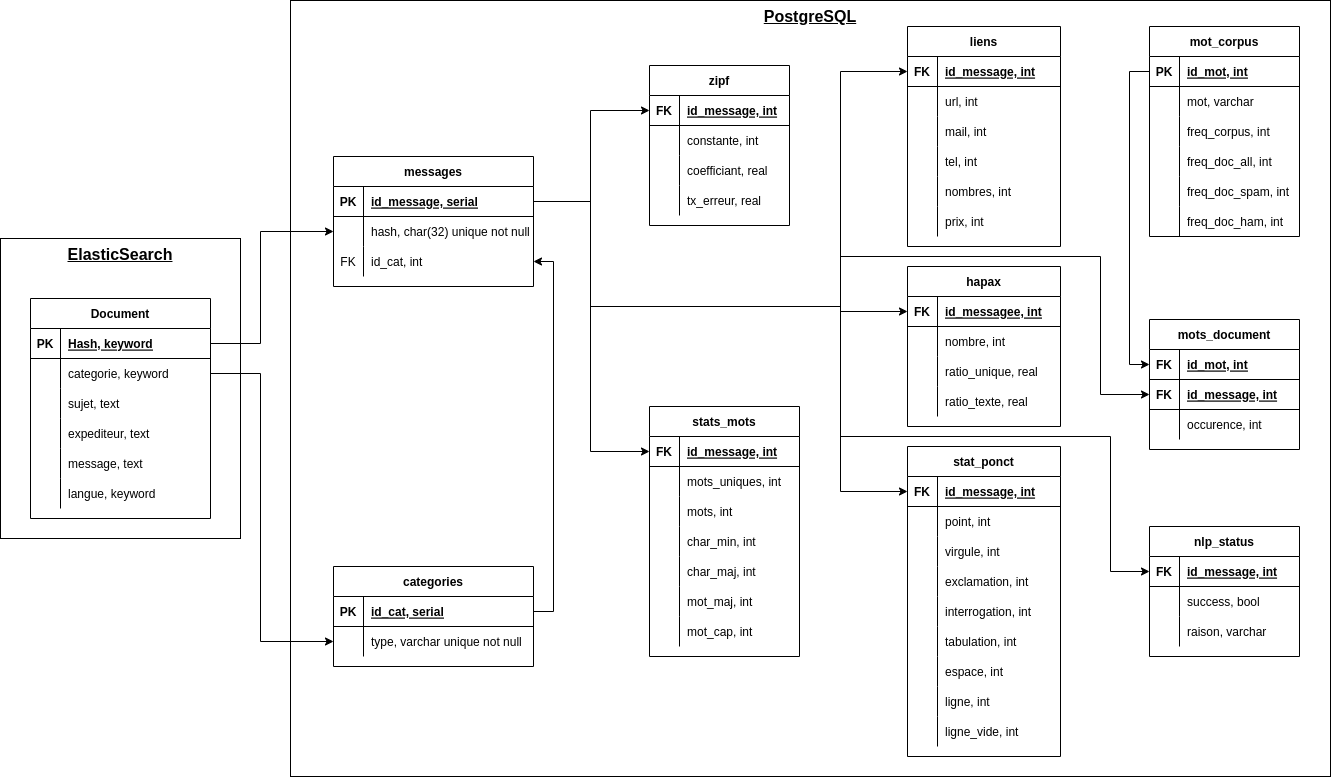 PostgreSQL
ElasticSearch
Document
PK Hash, keyword
categorie, keyword
sujet, text
expediteur, text
message, text
langue, keyword
messages
PK id_message, serial
hash, char(32) unique not null
FK id_cat, int
categories
PK id_cat, serial
type, varchar unique not null
zipf
FK id_message, int
constante, int
coefficiant, real
tx_erreur, real
stats_mots
FK id_message, int
mots_uniques, int
mots, int
char_min, int
char_maj, int
mot_maj, int
mot_cap, int
liens
FK id_message, int
url, int
mail, int
tel, int
nombres, int
prix, int
hapax
FK id_messagee, int
nombre, int
ratio_unique, real
ratio_texte, real
stat_ponct
FK id_message, int
point, int
virgule, int
exclamation, int
interrogation, int
tabulation, int
espace, int
ligne, int
ligne_vide, int
mot_corpus
PK id_mot, int
mot, varchar
freq_corpus, int
freq_doc_all, int
freq_doc_spam, int
freq_doc_ham, int
mots_document
FK id_mot, int
FK id_message, int
occurence, int
nlp_status
FK id_message, int
success, bool
raison, varchar